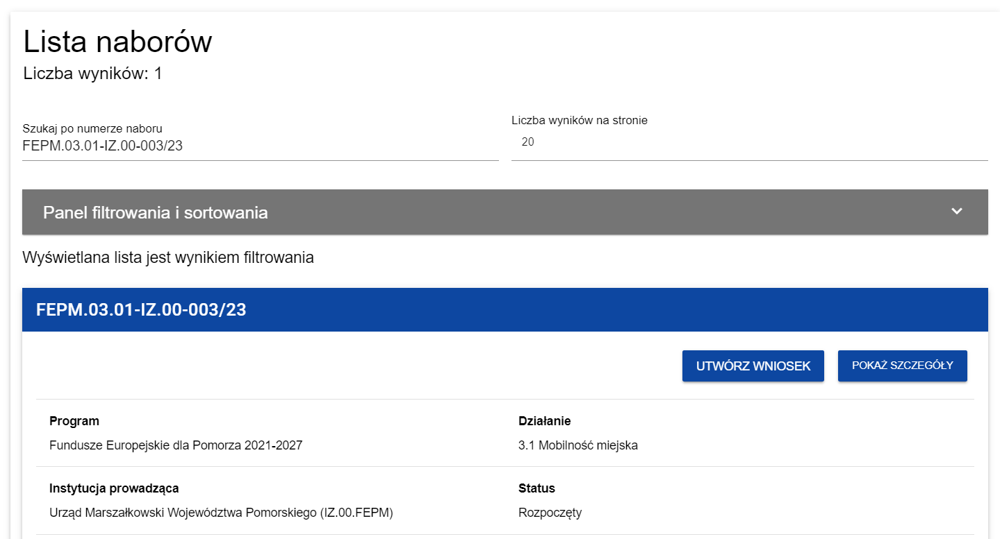 Lista naborów
Liczba wyników: 1
Szukaj po numerze naboru
FEPM.03.01-IZ.00-003/23
Liczba wyników na stronie
20
Panel filtrowania i sortowania
Wyświetlana lista jest wynikiem filtrowania
FEPM.03.01-IZ.00-003/23
UTWÓRZ WNIOSEK
POKAŻ SZCZEGÓŁY
Program
Fundusze Europejskie dla Pomorza 2021-2027
Działanie
3.1 Mobilność miejska
Instytucja prowadząca
Urząd Marszałkowski Województwa Pomorskiego (IZ.00.FEPM)
Status
Rozpoczęty